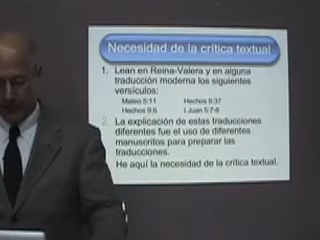 Necesidad de la crítica textual
1. Lean en Reina-Valera y en alguna
traducción moderna los siguientes
versículos:
Mateo 5:11 Hechos 8:37
Hechos 9:6 I Juan 5:7-8
2. La explicación de estas traducciones
diferentes fue el uso de diferentes
manuscritos para preparar las
traducciones.
He aquí la necesidad de la crítica textual.